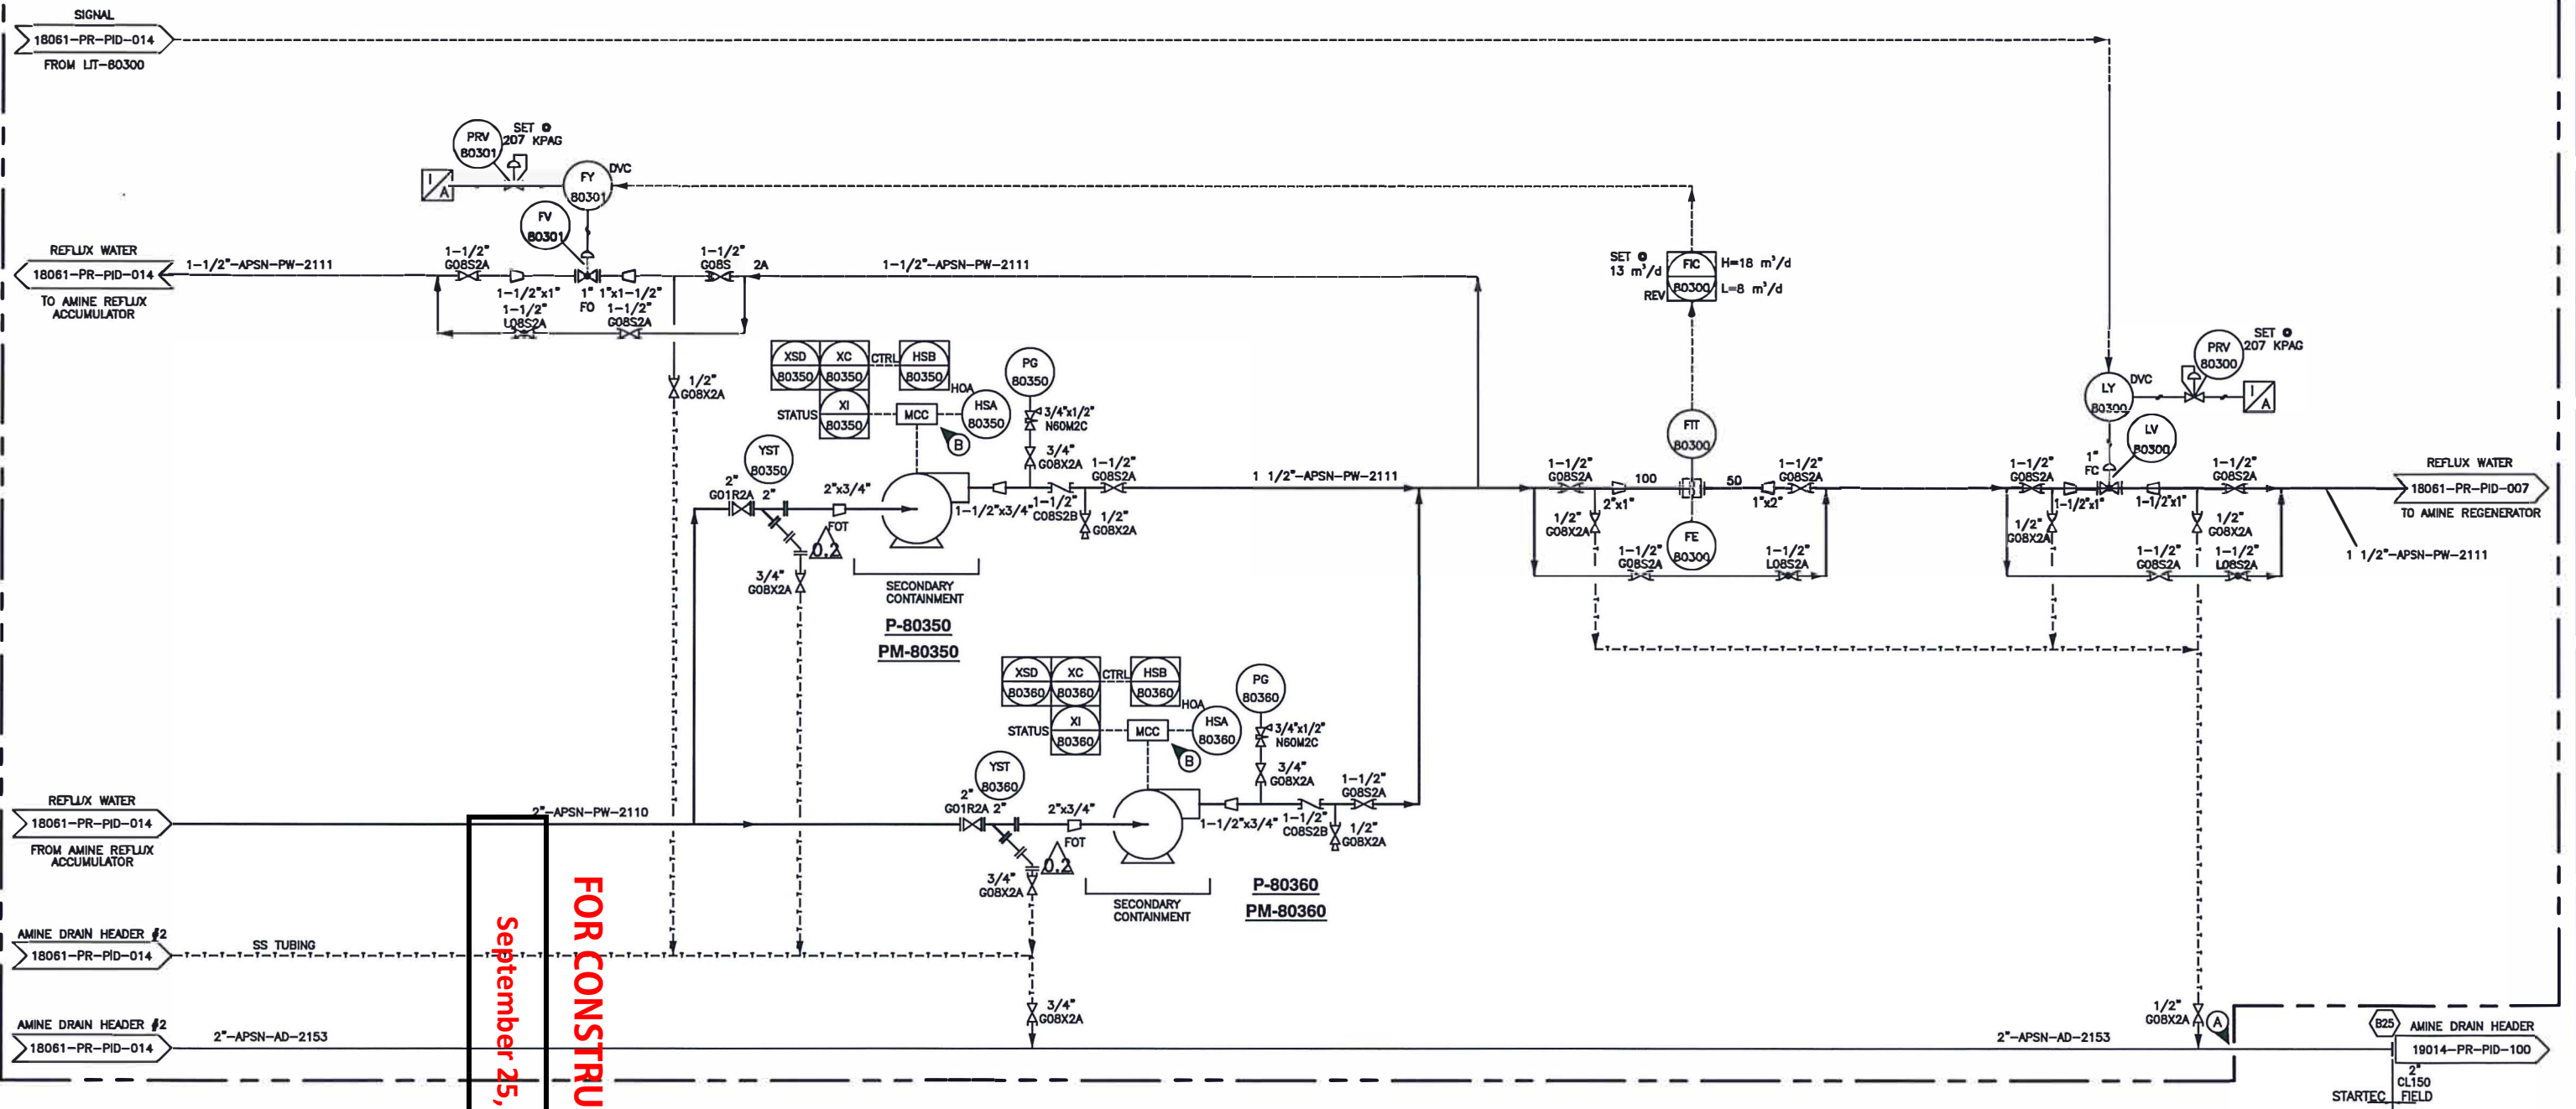 SIGNAL
18061-PR-PID-014
FROM LIT-80300
PRV
80301
SET @
207 KPAG
I
A
FY
80301
DVC
FV
80301
REFLUX WATER
18061-PR-PID-014
TO AMINE REFLUX
ACCUMULATOR
1-1/2"-APSN-PW-2111
1-1/2"
G08S2A
1-1/2"x1"
1"
FO
1"x1-1/2"
1-1/2"
L08S2A
1-1/2"
G08S2A
1-1/2"
G08S 2A
1-1/2"-APSN-PW-2111
1/2"
G08X2A
SET @
13 m³/d
REV
FIC
80300
H=18 m³/d
L=8 m³/d
XSD
80350
XC
80350
CTRL
HSB
80350
HOA
STATUS
XI
80350
MCC
HSA
80350
B
PG
80350
3/4"x1/2"
N60M2C
3/4"
G08X2A
YST
80350
2"
G01R2A
2"
2"x3/4"
FOT
0.2
3/4"
G08X2A
1-1/2"x3/4"
1-1/2"
C08S2B
1-1/2"
G08S2A
1/2"
G08X2A
1 1/2"-APSN-PW-2111
SECONDARY
CONTAINMENT
P-80350
PM-80350
FIT
80300
FE
80300
1-1/2"
G08S2A
100
2"x1"
50
1"x2"
1-1/2"
G08S2A
1/2"
G08X2A
1-1/2"
G08S2A
1-1/2"
L08S2A
LY
80300
DVC
PRV
80300
SET @
207 KPAG
I
A
LV
80300
1"
FC
1-1/2"
G08S2A
1-1/2"x1"
1-1/2"x1"
1-1/2"
G08S2A
1/2"
G08X2A
1/2"
G08X2A
1-1/2"
G08S2A
1-1/2"
L08S2A
REFLUX WATER
18061-PR-PID-007
TO AMINE REGENERATOR
1 1/2"-APSN-PW-2111
XSD
80360
XC
80360
CTRL
HSB
80360
HOA
STATUS
XI
80360
MCC
HSA
80360
B
PG
80360
3/4"x1/2"
N60M2C
3/4"
G08X2A
YST
80360
2"
G01R2A
2"
2"x3/4"
FOT
0.2
3/4"
G08X2A
1-1/2"x3/4"
1-1/2"
C08S2B
1-1/2"
G08S2A
1/2"
G08X2A
SECONDARY
CONTAINMENT
P-80360
PM-80360
REFLUX WATER
18061-PR-PID-014
FROM AMINE REFLUX
ACCUMULATOR
2"-APSN-PW-2110
AMINE DRAIN HEADER #2
18061-PR-PID-014
SS TUBING
AMINE DRAIN HEADER #2
18061-PR-PID-014
2"-APSN-AD-2153
3/4"
G08X2A
FOR CONSTRU
September 25,
2"-APSN-AD-2153
1/2"
G08X2A
A
B25
AMINE DRAIN HEADER
19014-PR-PID-100
2"
CL150
STARTEC FIELD